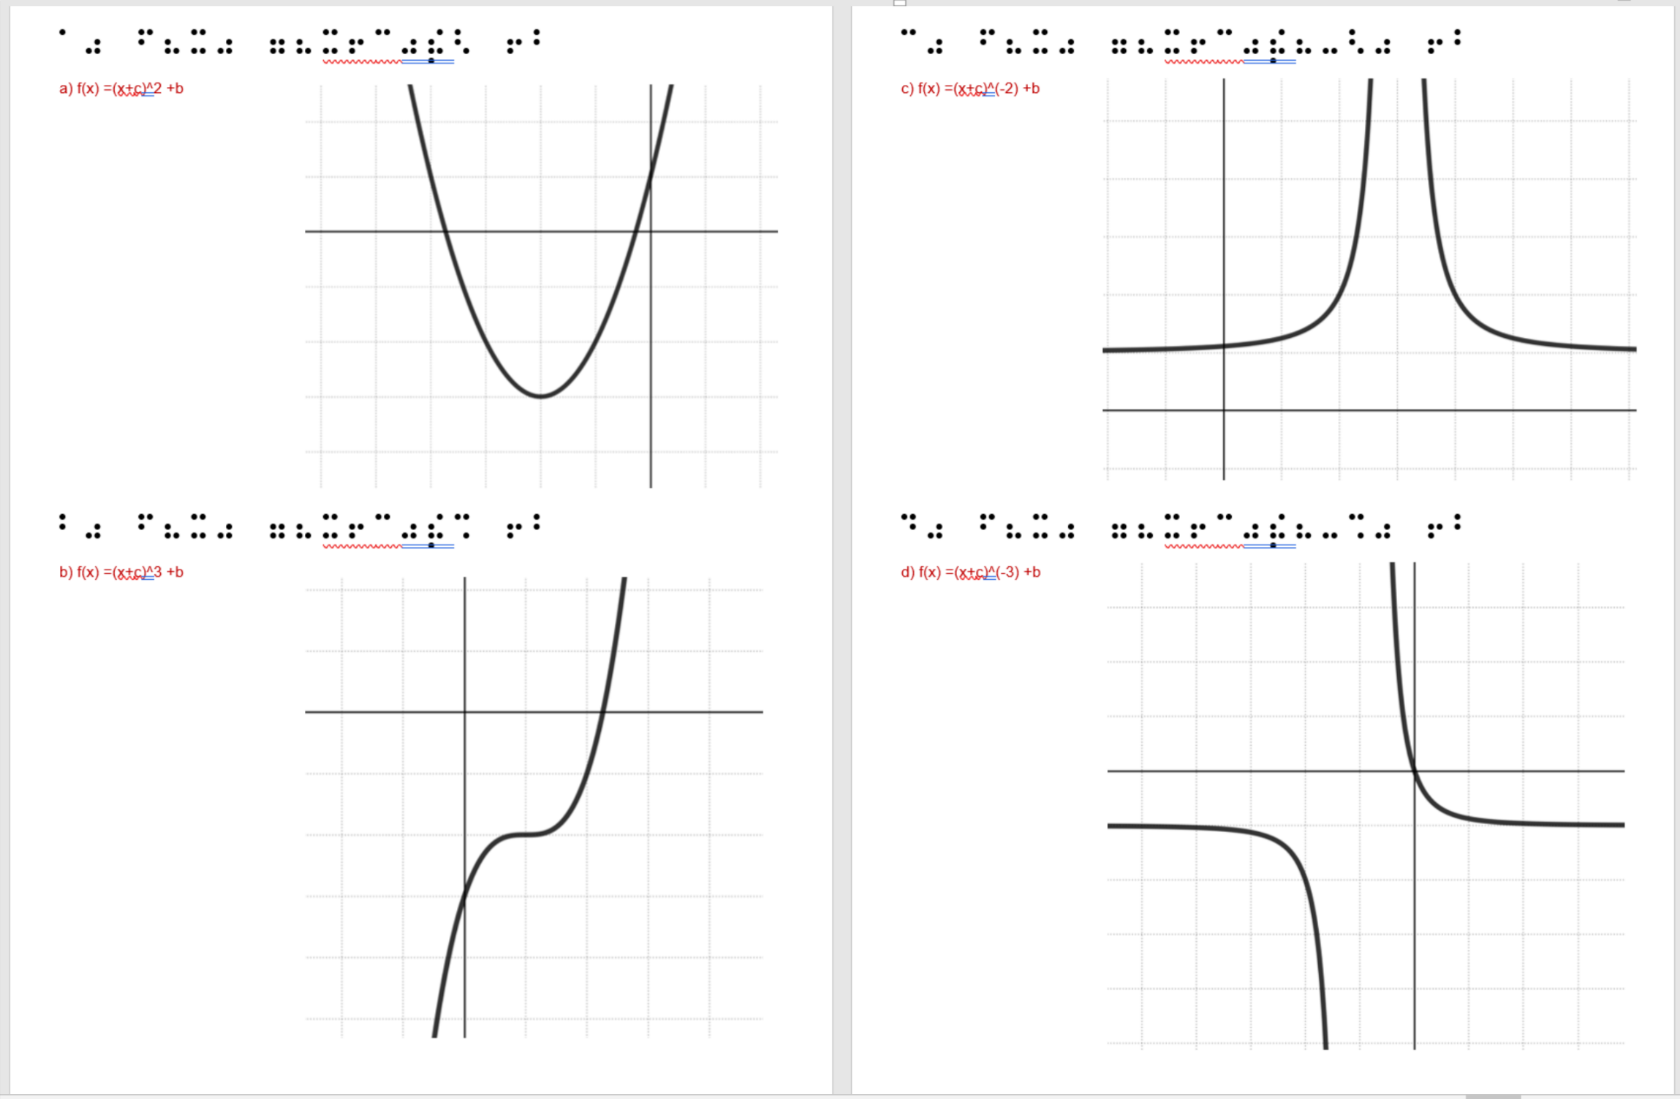 ⠁⠴ ⠋⠦⠭⠴ ⠶⠦⠭⠖⠉⠴⡮⠣ ⠖⠃
a) f(x) =(x+c)^2 +b
⠃⠴ ⠋⠦⠭⠴ ⠶⠦⠭⠖⠉⠴⡮⠩ ⠖⠃
b) f(x) =(x+c)^3 +b
⠉⠴ ⠋⠦⠭⠴ ⠶⠦⠭⠖⠉⠴⡮⠦⠤⠣⠴ ⠖⠃
c) f(x) =(x+c)^(-2) +b
⠙⠴ ⠋⠦⠭⠴ ⠶⠦⠭⠖⠉⠴⡮⠦⠤⠩⠴ ⠖⠃
d) f(x) =(x+c)^(-3) +b